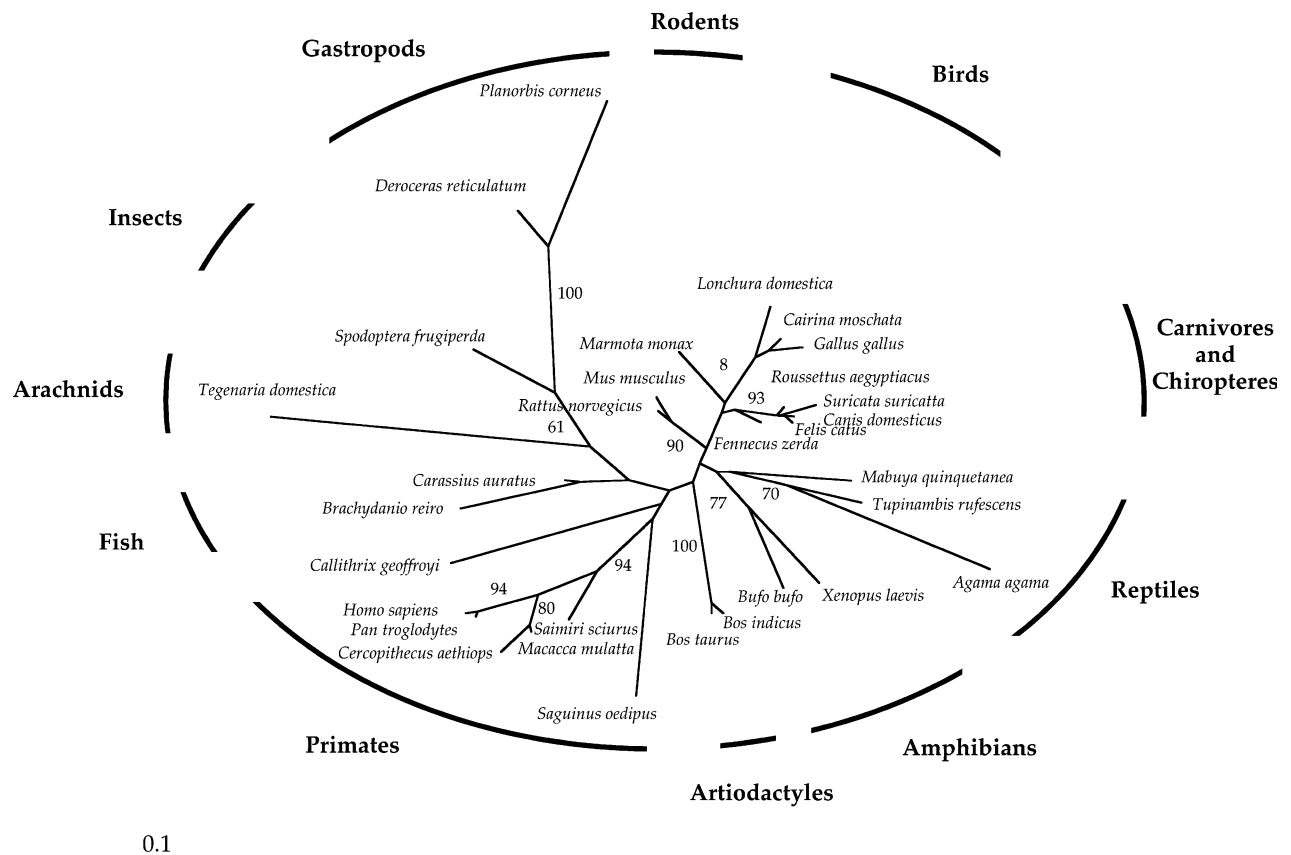 Rodents
Gastropods
Birds
Planorbis corneus
Deroceras reticulatum
Insects
Lonchura domestica
100
Cairina moschata
Carnivores
and
Chiropteres
Spodoptera frugiperda
Marmota monax
Gallus gallus
8
Mus musculus
Roussettus aegyptiacus
Arachnids
Tegenaria domestica
93
Suricata suricatta
Rattus norvegicus
Canis domesticus
61
Felis catus
90
Fennecus zerda
Carassius auratus
Mabuya quinquetanea
70
77
Tupinambis rufescens
Brachydanio reiro
Fish
100
Callithrix geoffroyi
94
Agama agama
Reptiles
94
Bufo bufo
Xenopus laevis
Homo sapiens
80
Bos indicus
Pan troglodytes
Saimiri sciurus
Bos taurus
Cercopithecus aethiops
Macacca mulatta
Saguinus oedipus
Primates
Amphibians
Artiodactyles
0.1